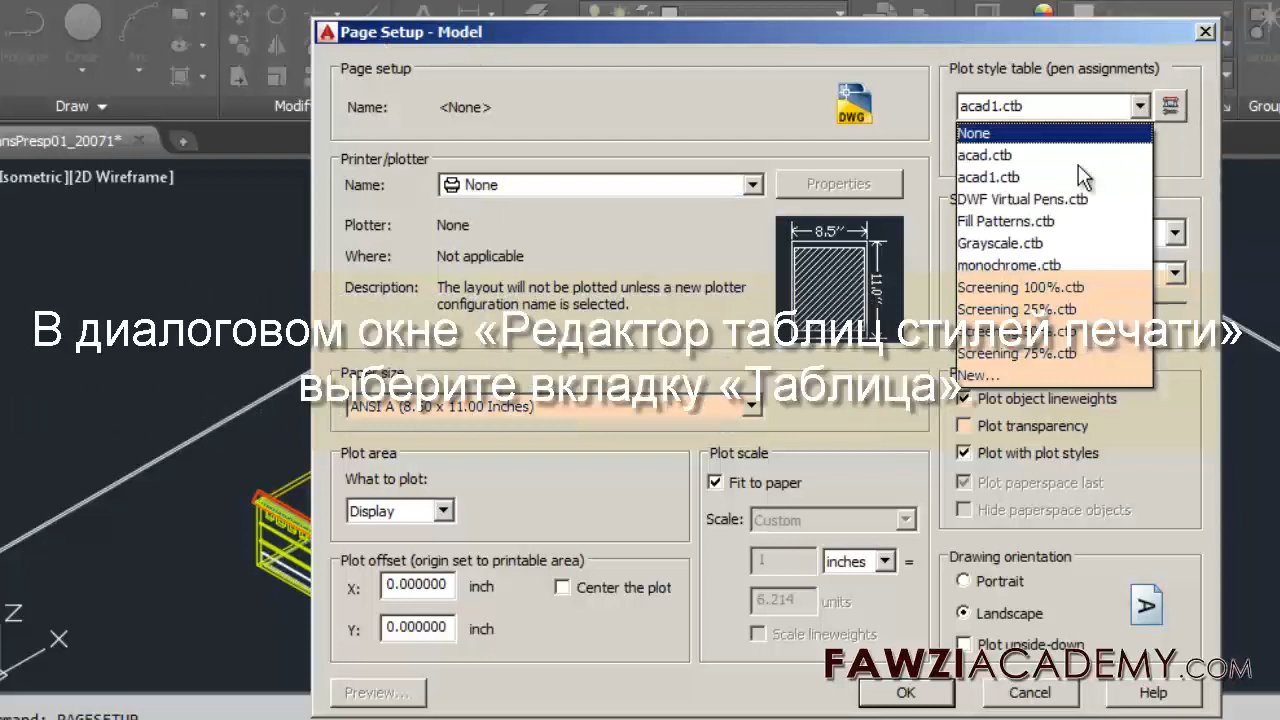 Page Setup - Model
Draw
Modif
Grou
nsPresp01_20071*
Isometric][2D Wireframe]
Page setup
Name: <None>
DWG
Printer/plotter
Name: None
Properties
Plotter: None
Where: Not applicable
Description: The layout will not be plotted unless a new plotter
configuration name is selected.
8.5''
11.0''
Paper size
ANSI A (8.50 x 11.00 Inches)
Plot area
What to plot:
Display
Plot offset (origin set to printable area)
X: 0.000000 inch
Center the plot
Y: 0.000000 inch
Plot scale
Fit to paper
Scale: Custom
1 inches =
6.214 units
Scale lineweights
Plot style table (pen assignments)
acad1.ctb
None
acad.ctb
acad1.ctb
DWF Virtual Pens.ctb
Fill Patterns.ctb
Grayscale.ctb
monochrome.ctb
Screening 100%.ctb
Screening 25%.ctb
Screening 75%.ctb
New...
Plot object lineweights
Plot transparency
Plot with plot styles
Plot paperspace last
Hide paperspace objects
Drawing orientation
Portrait
Landscape
Plot upside-down
A
Preview...
OK
Cancel
Help
В диалоговом окне «Редактор таблиц стилей печати»
выберите вкладку «Таблица»
Z
X
FAWZIACADEMY.COM